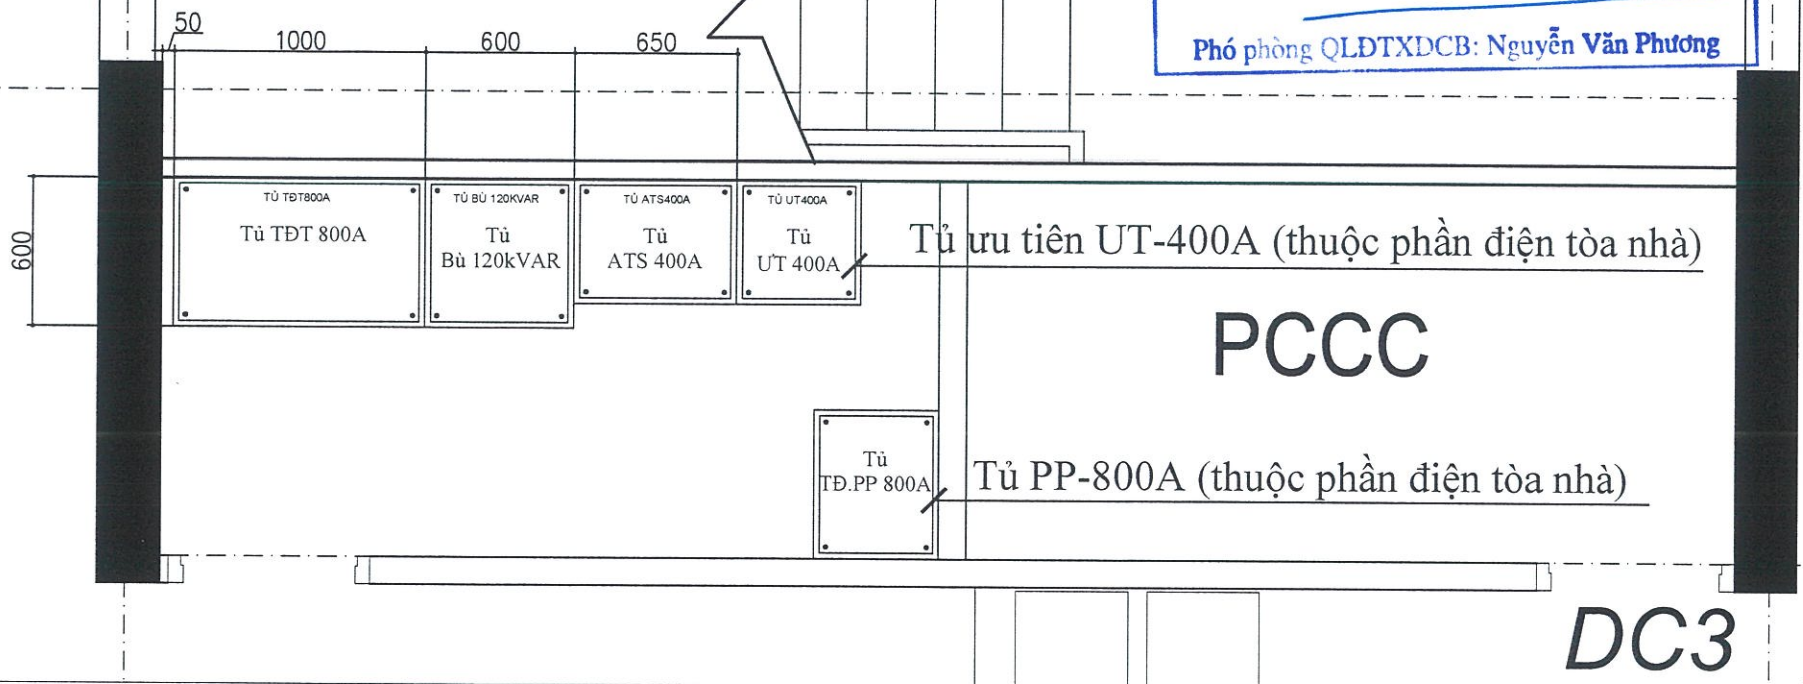 50
1000
600
650
Phó phòng QLĐTXDCB: Nguyễn Văn Phương
600
TỦ TĐT800A
Tủ TĐT 800A
TỦ BÙ 120KVAR
Tủ
Bù 120kVAR
TỦ ATS400A
Tủ
ATS 400A
TỦ UT400A
Tủ
ƯT 400A
Tủ ưu tiên UT-400A (thuộc phần điện tòa nhà)
PCCC
Tủ
TĐ.PP 800A
Tủ PP-800A (thuộc phần điện tòa nhà)
DC3